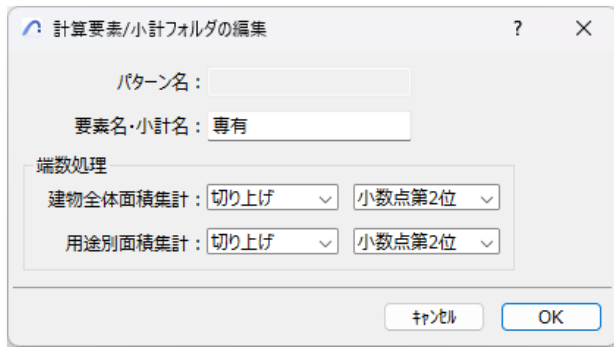 計算要素/小計フォルダの編集 ? ×
パターン名：
要素名・小計名： 専有
端数処理
建物全体面積集計： 切り上げ 小数点第2位
用途別面積集計： 切り上げ 小数点第2位
ｷｬﾝｾﾙ OK